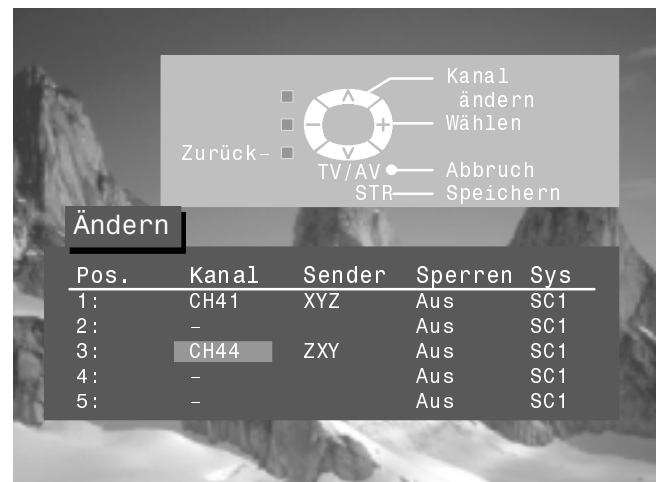 Kanal
ändern
Wählen
Zurück–
TV/AV Abbruch
STR Speichern
Ändern
Pos. Kanal Sender Sperren Sys
1: CH41 XYZ Aus SC1
2: – Aus SC1
3: CH44 ZXY Aus SC1
4: – Aus SC1
5: – Aus SC1